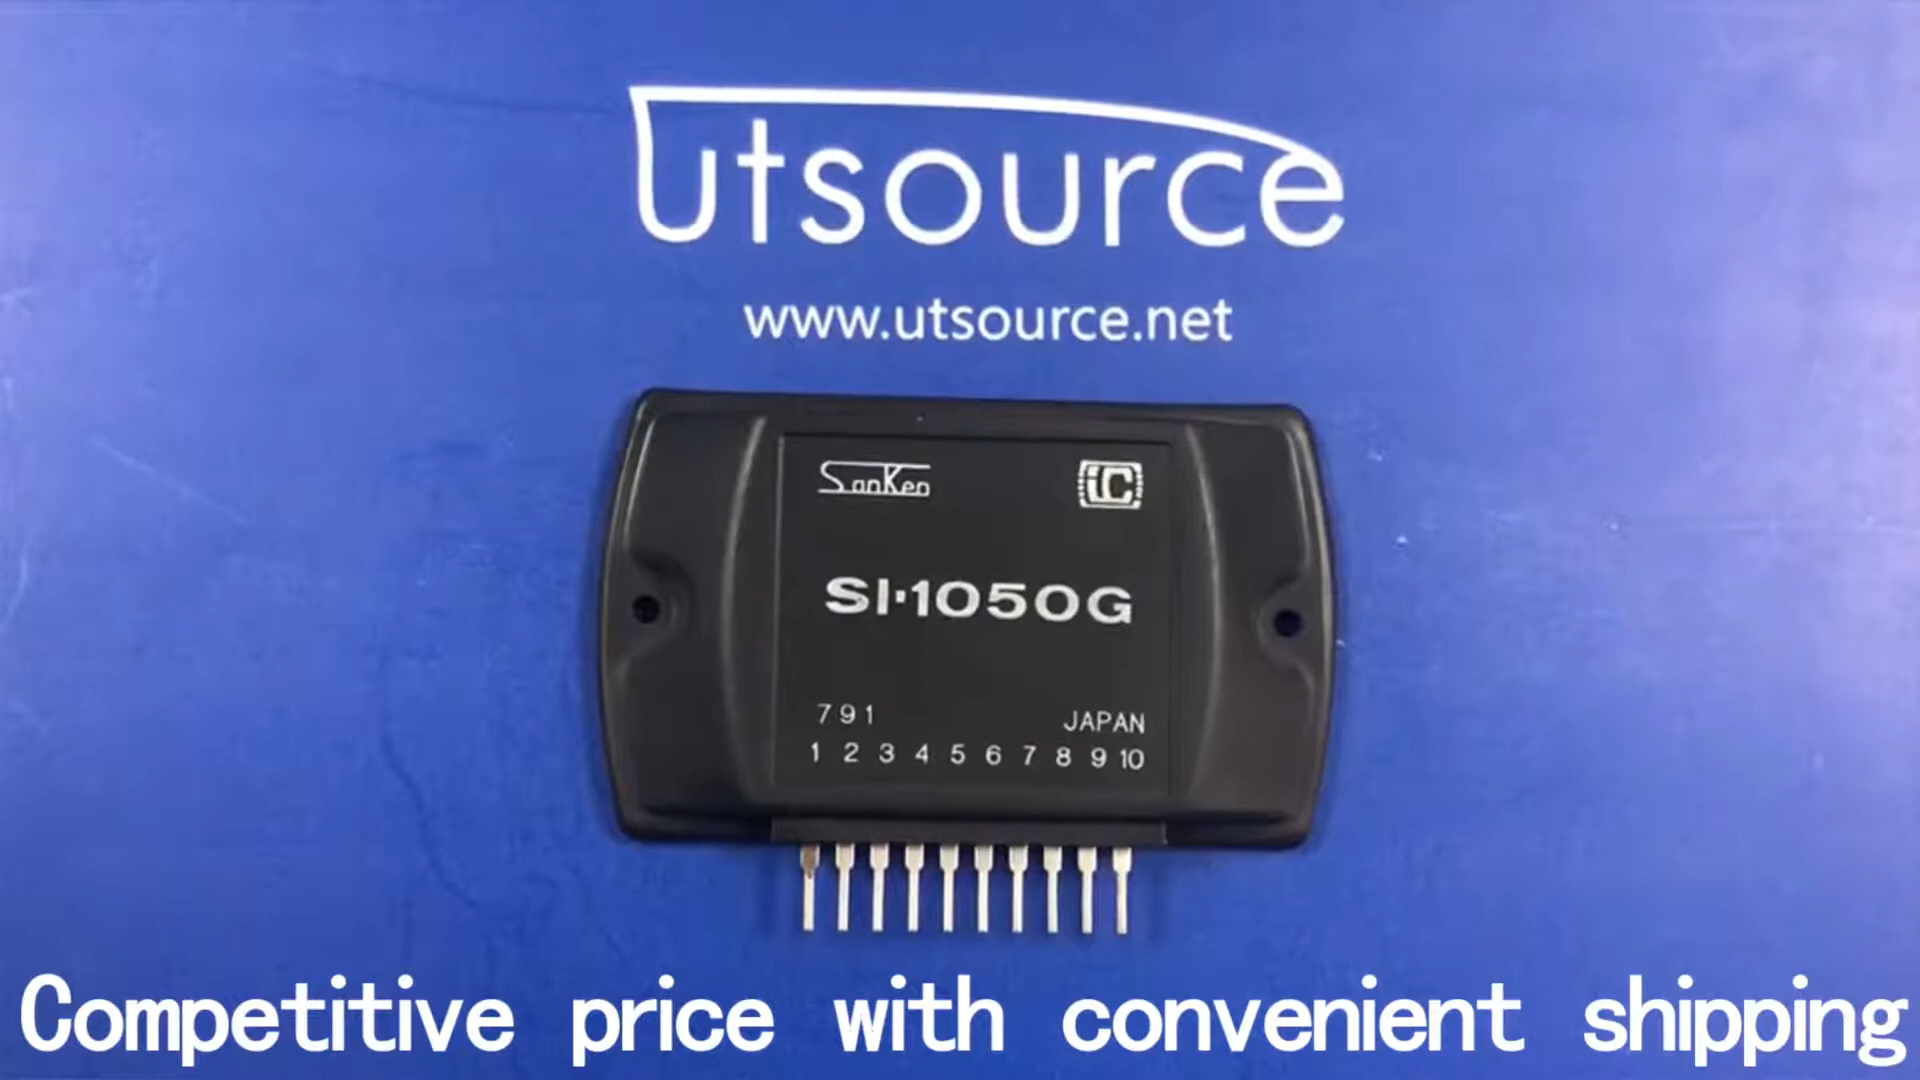 utsource
www.utsource.net
SanKen iC
SI-1050G
791 JAPAN
1 2 3 4 5 6 7 8 9 10
Competitive price with convenient shipping